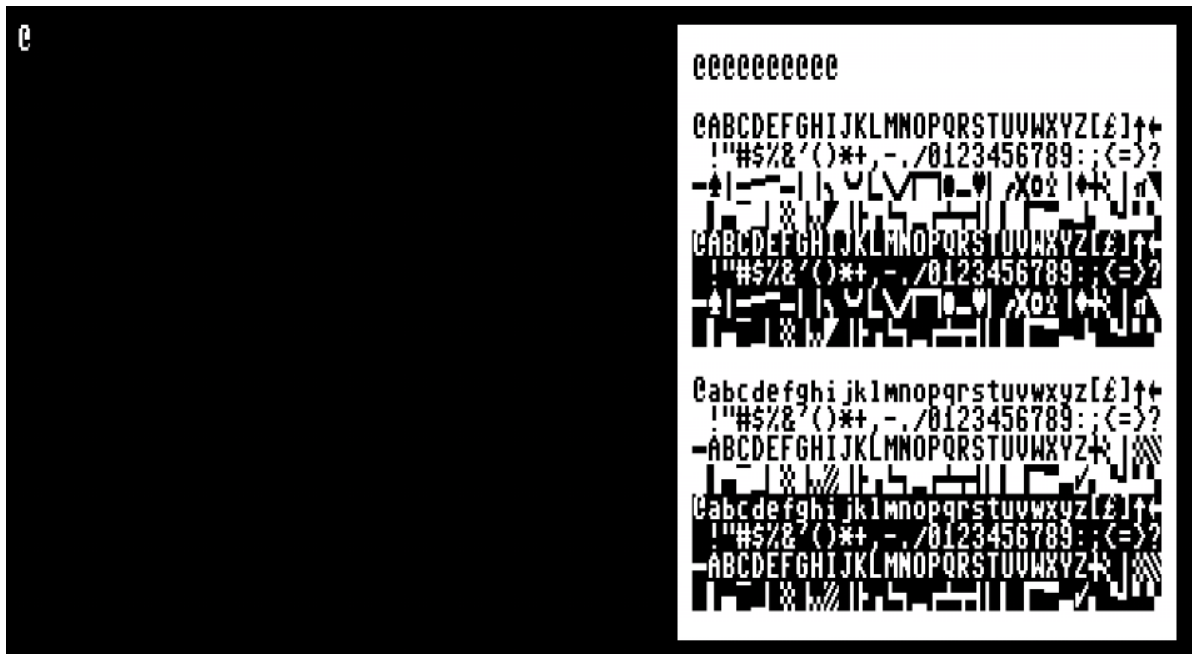 @
@@@@@@@@@@
@ABCDEFGHIJKLMNOPQRSTUVWXYZ[£]↑←
!"#$%&'()*+,-./0123456789:;<=>?
@ABCDEFGHIJKLMNOPQRSTUVWXYZ[£]↑←
!"#$%&'()*+,-./0123456789:;<=>?
@abcdefghijklmnopqrstuvwxyz[£]↑←
!"#$%&'()*+,-./0123456789:;<=>?
ABCDEFGHIJKLMNOPQRSTUVWXYZ
@abcdefghijklmnopqrstuvwxyz[£]↑←
!"#$%&'()*+,-./0123456789:;<=>?
ABCDEFGHIJKLMNOPQRSTUVWXYZ